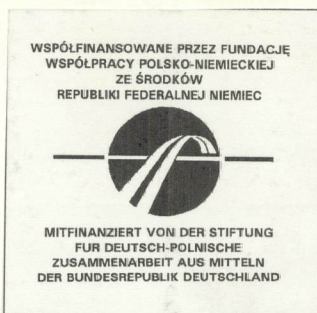 WSPÓŁFINANSOWANE PRZEZ FUNDACJĘ
WSPÓŁPRACY POLSKO-NIEMIECKIEJ
ZE ŚRODKÓW
REPUBLIKI FEDERALNEJ NIEMIEC
MITFINANZIERT VON DER STIFTUNG
FUR DEUTSCH-POLNISCHE
ZUSAMMENARBEIT AUS MITTELN
DER BUNDESREPUBLIK DEUTSCHLAND